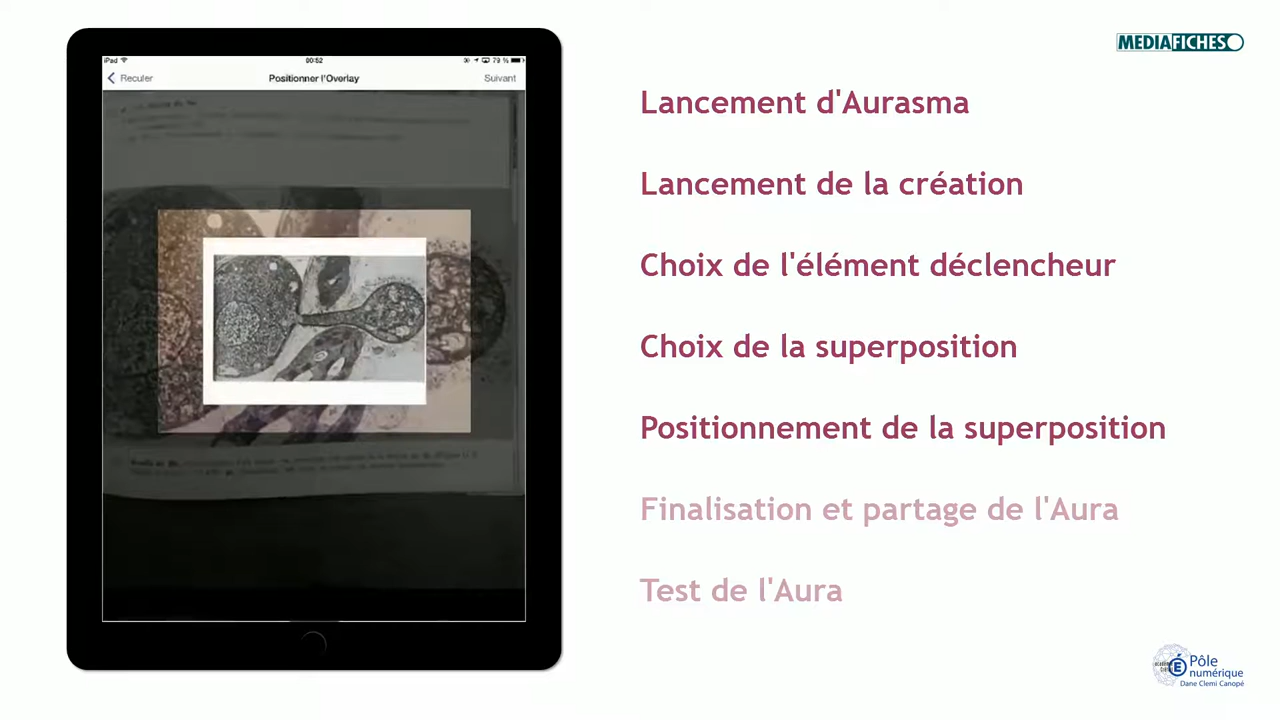 MEDIAFICHES
iPad
00:52
79 %
Reculer
Positionner l'Overlay
Suivant
Lancement d'Aurasma
Lancement de la création
Choix de l'élément déclencheur
Choix de la superposition
Positionnement de la superposition
Finalisation et partage de l'Aura
Test de l'Aura
Pôle
numérique
Dane Clemi Canopé